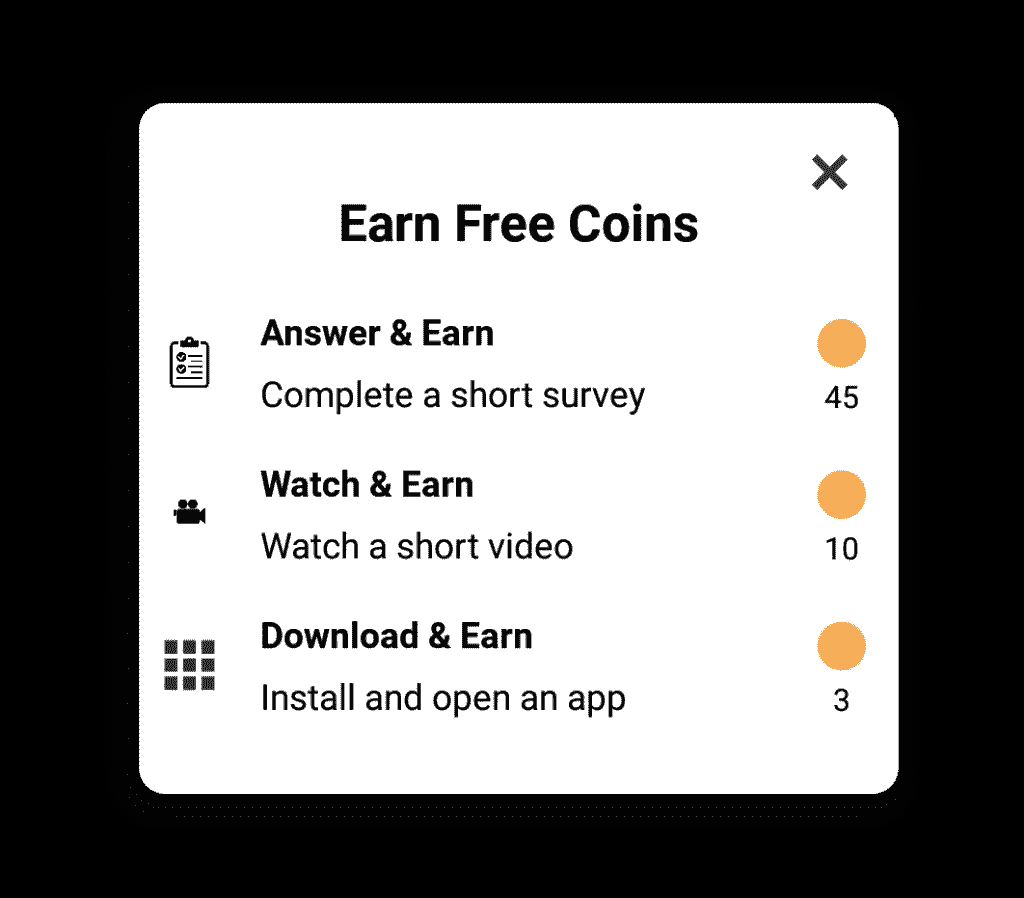 Earn Free Coins
Answer & Earn
Complete a short survey
45
Watch & Earn
Watch a short video
10
Download & Earn
Install and open an app
3